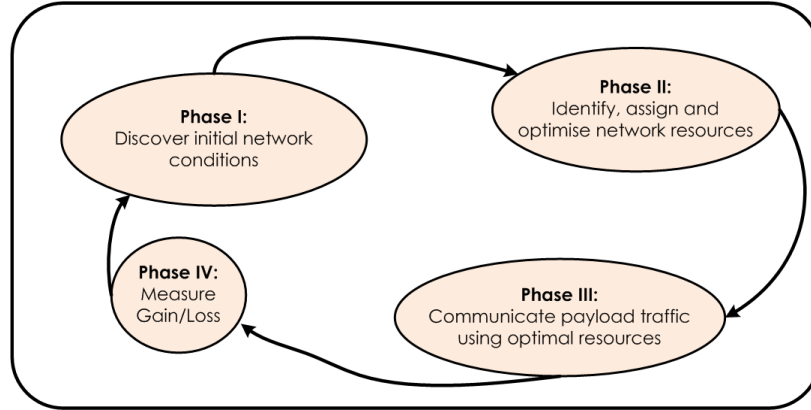 Phase I:
Discover initial network
conditions
Phase II:
Identify, assign and
optimise network resources
Phase III:
Communicate payload traffic
using optimal resources
Phase IV:
Measure
Gain/Loss